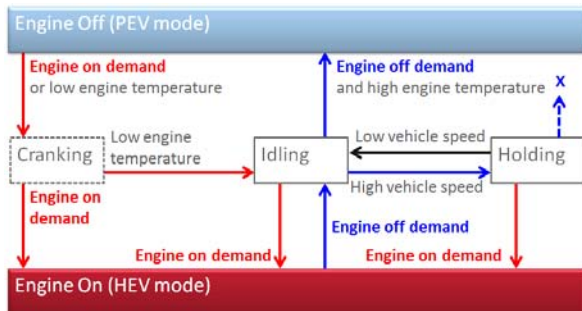 Engine Off (PEV mode)
Engine on demand
or low engine temperature
Engine off demand
and high engine temperature
X
Cranking
Low engine
temperature
Idling
Low vehicle speed
High vehicle speed
Holding
Engine on
demand
Engine on demand
Engine off demand
Engine on demand
Engine On (HEV mode)